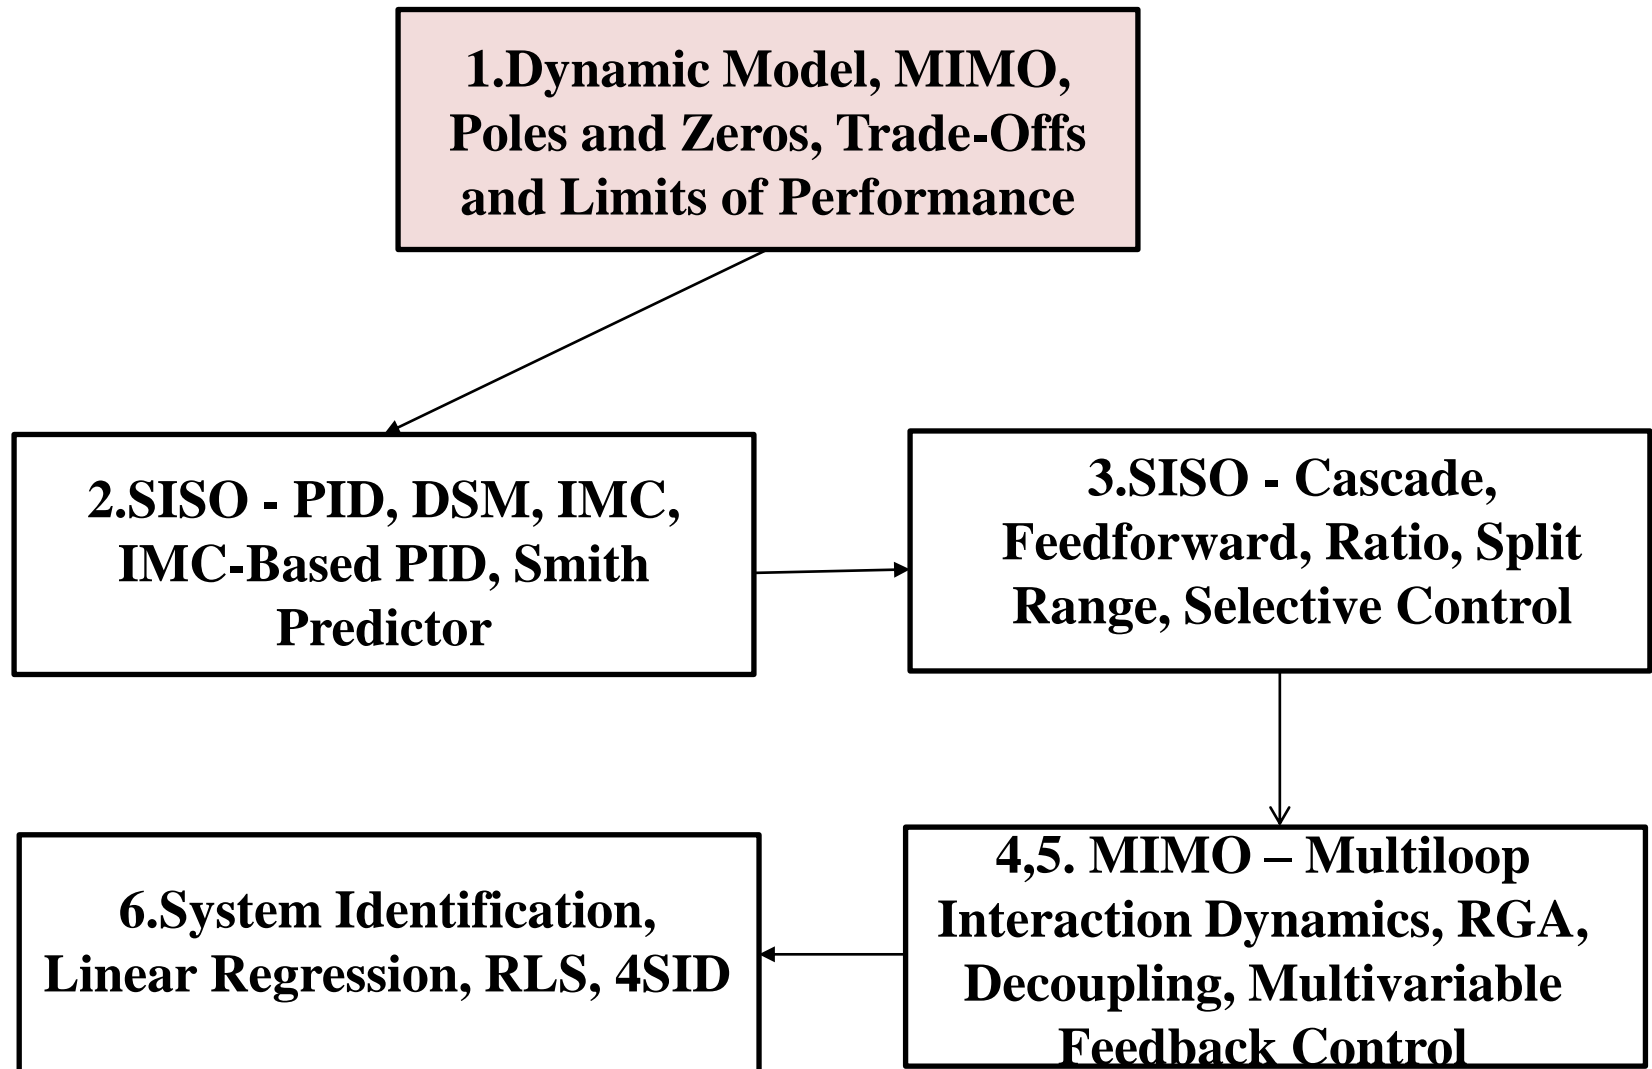 1.Dynamic Model, MIMO,
Poles and Zeros, Trade-Offs
and Limits of Performance
2.SISO - PID, DSM, IMC,
IMC-Based PID, Smith
Predictor
3.SISO - Cascade,
Feedforward, Ratio, Split
Range, Selective Control
4,5. MIMO – Multiloop
Interaction Dynamics, RGA,
Decoupling, Multivariable
Feedback Control
6.System Identification,
Linear Regression, RLS, 4SID